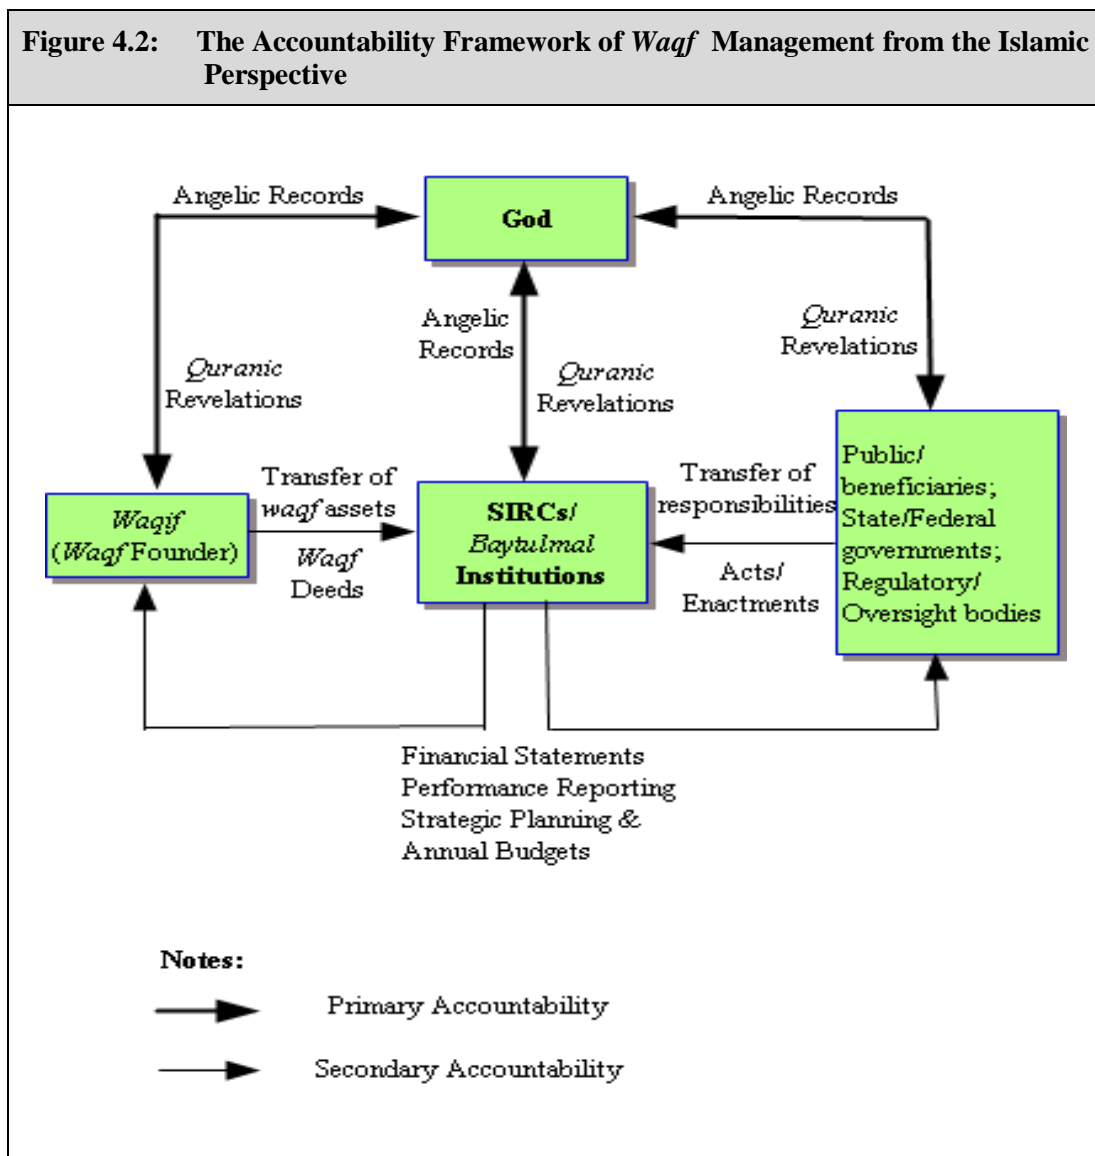 Figure 4.2: The Accountability Framework of Waqf Management from the Islamic
Perspective
Angelic Records
Angelic Records
God
Angelic
Records
Quranic
Revelations
Quranic
Revelations
Quranic
Revelations
Waqif
(Waqf Founder)
Transfer of
waqf assets
Waqf
Deeds
SIRCs/
Baytulmal
Institutions
Transfer of
responsibilities
Acts/
Enactments
Public/
beneficiaries;
State/Federal
governments;
Regulatory/
Oversight bodies
Financial Statements
Performance Reporting
Strategic Planning &
Annual Budgets
Notes:
Primary Accountability
Secondary Accountability